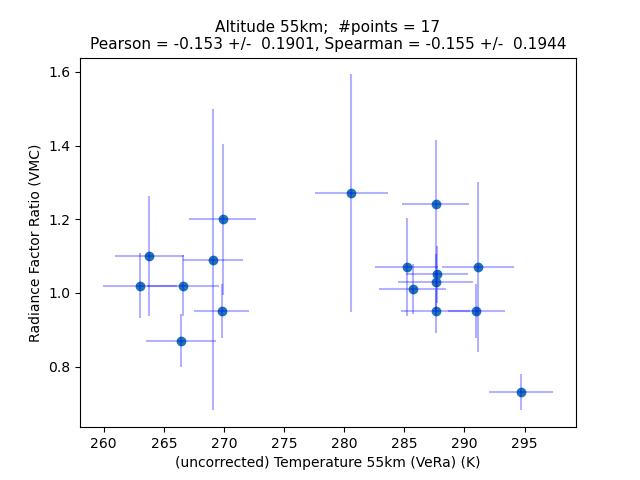 Altitude 55km;  #points = 17
Pearson = -0.153 +/-  0.1901, Spearman = -0.155 +/-  0.1944
1.6
1.4
1.2
1.0
0.8
Radiance Factor Ratio (VMC)
260 265 270 275 280 285 290 295
(uncorrected) Temperature 55km (VeRa) (K)